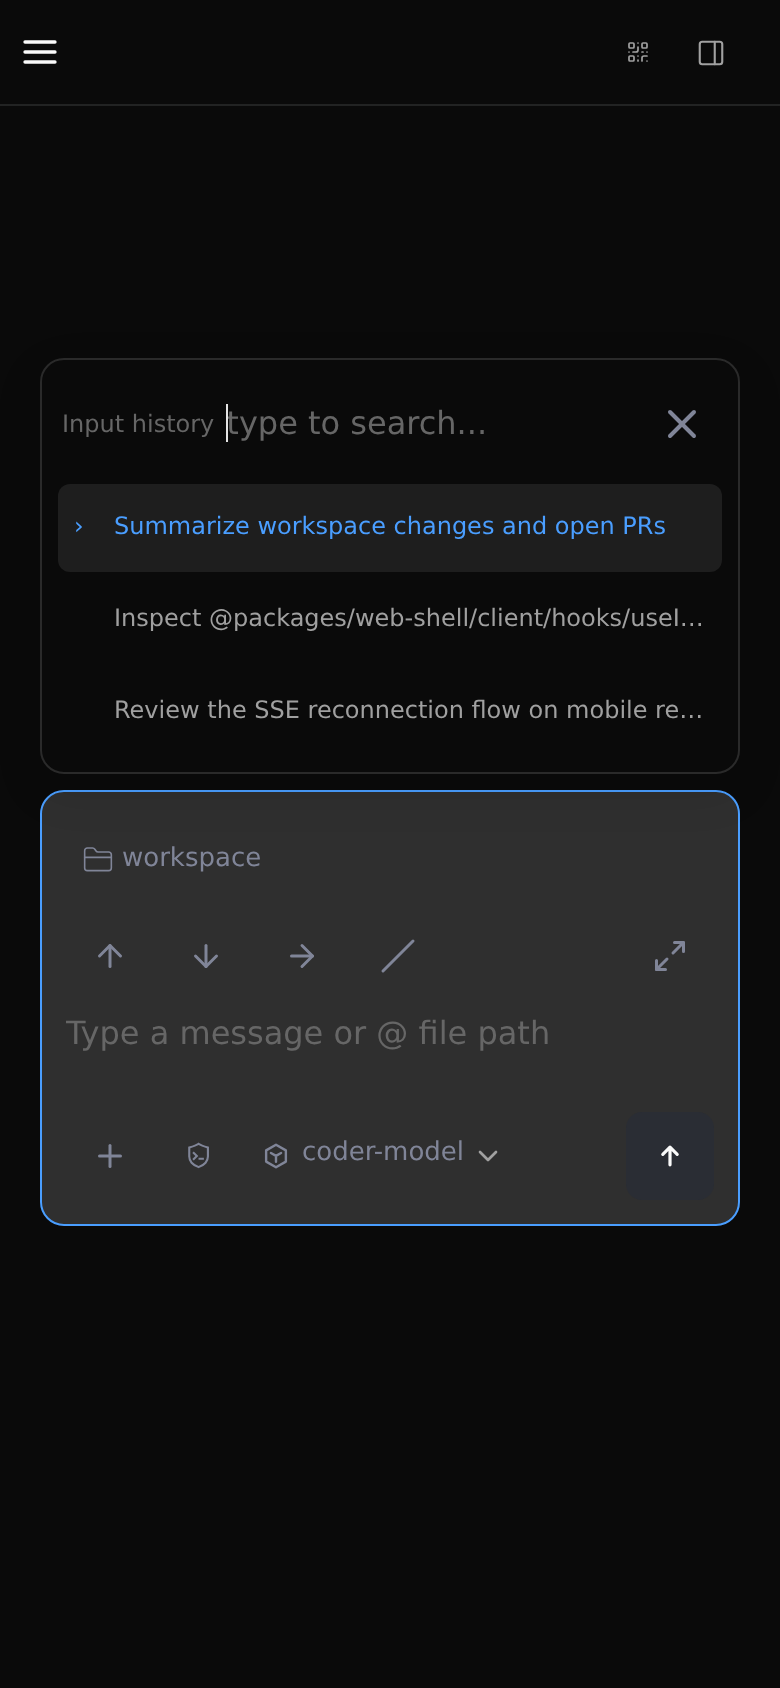 Input history type to search...
› Summarize workspace changes and open PRs
Inspect @packages/web-shell/client/hooks/useI...
Review the SSE reconnection flow on mobile re...
workspace
Type a message or @ file path
coder-model